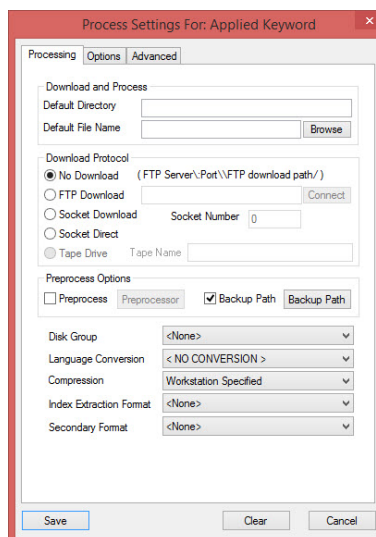 Process Settings For: Applied Keyword
Processing Options Advanced
Download and Process
Default Directory
Default File Name Browse
Download Protocol
No Download ( FTP Server\:Port\\FTP download path/ )
FTP Download Connect
Socket Download Socket Number 0
Socket Direct
Tape Drive Tape Name
Preprocess Options
Preprocess Preprocessor Backup Path Backup Path
Disk Group <None>
Language Conversion < NO CONVERSION >
Compression Workstation Specified
Index Extraction Format <None>
Secondary Format <None>
Save Clear Cancel